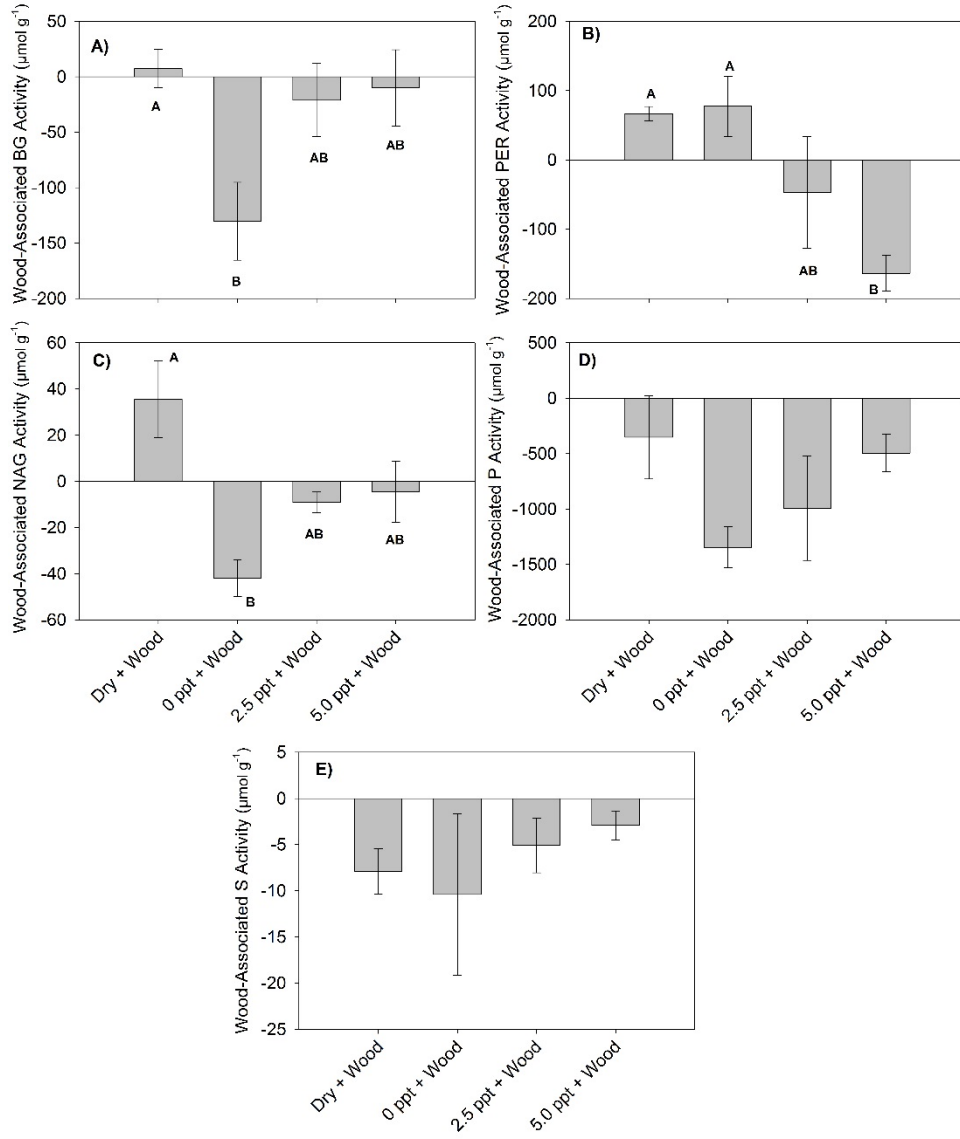 A)
Wood-Associated BG Activity (µmol g⁻¹)
50
0
-50
-100
-150
-200
A
B
AB
AB
B)
Wood-Associated PER Activity (µmol g⁻¹)
200
100
0
-100
-200
A
A
AB
B
C)
Wood-Associated NAG Activity (µmol g⁻¹)
60
40
20
0
-20
-40
-60
A
B
AB
AB
Dry + Wood
0 ppt + Wood
2.5 ppt + Wood
5.0 ppt + Wood
D)
Wood-Associated P Activity (µmol g⁻¹)
500
0
-500
-1000
-1500
-2000
Dry + Wood
0 ppt + Wood
2.5 ppt + Wood
5.0 ppt + Wood
E)
Wood-Associated S Activity (µmol g⁻¹)
5
0
-5
-10
-15
-20
-25
Dry + Wood
0 ppt + Wood
2.5 ppt + Wood
5.0 ppt + Wood